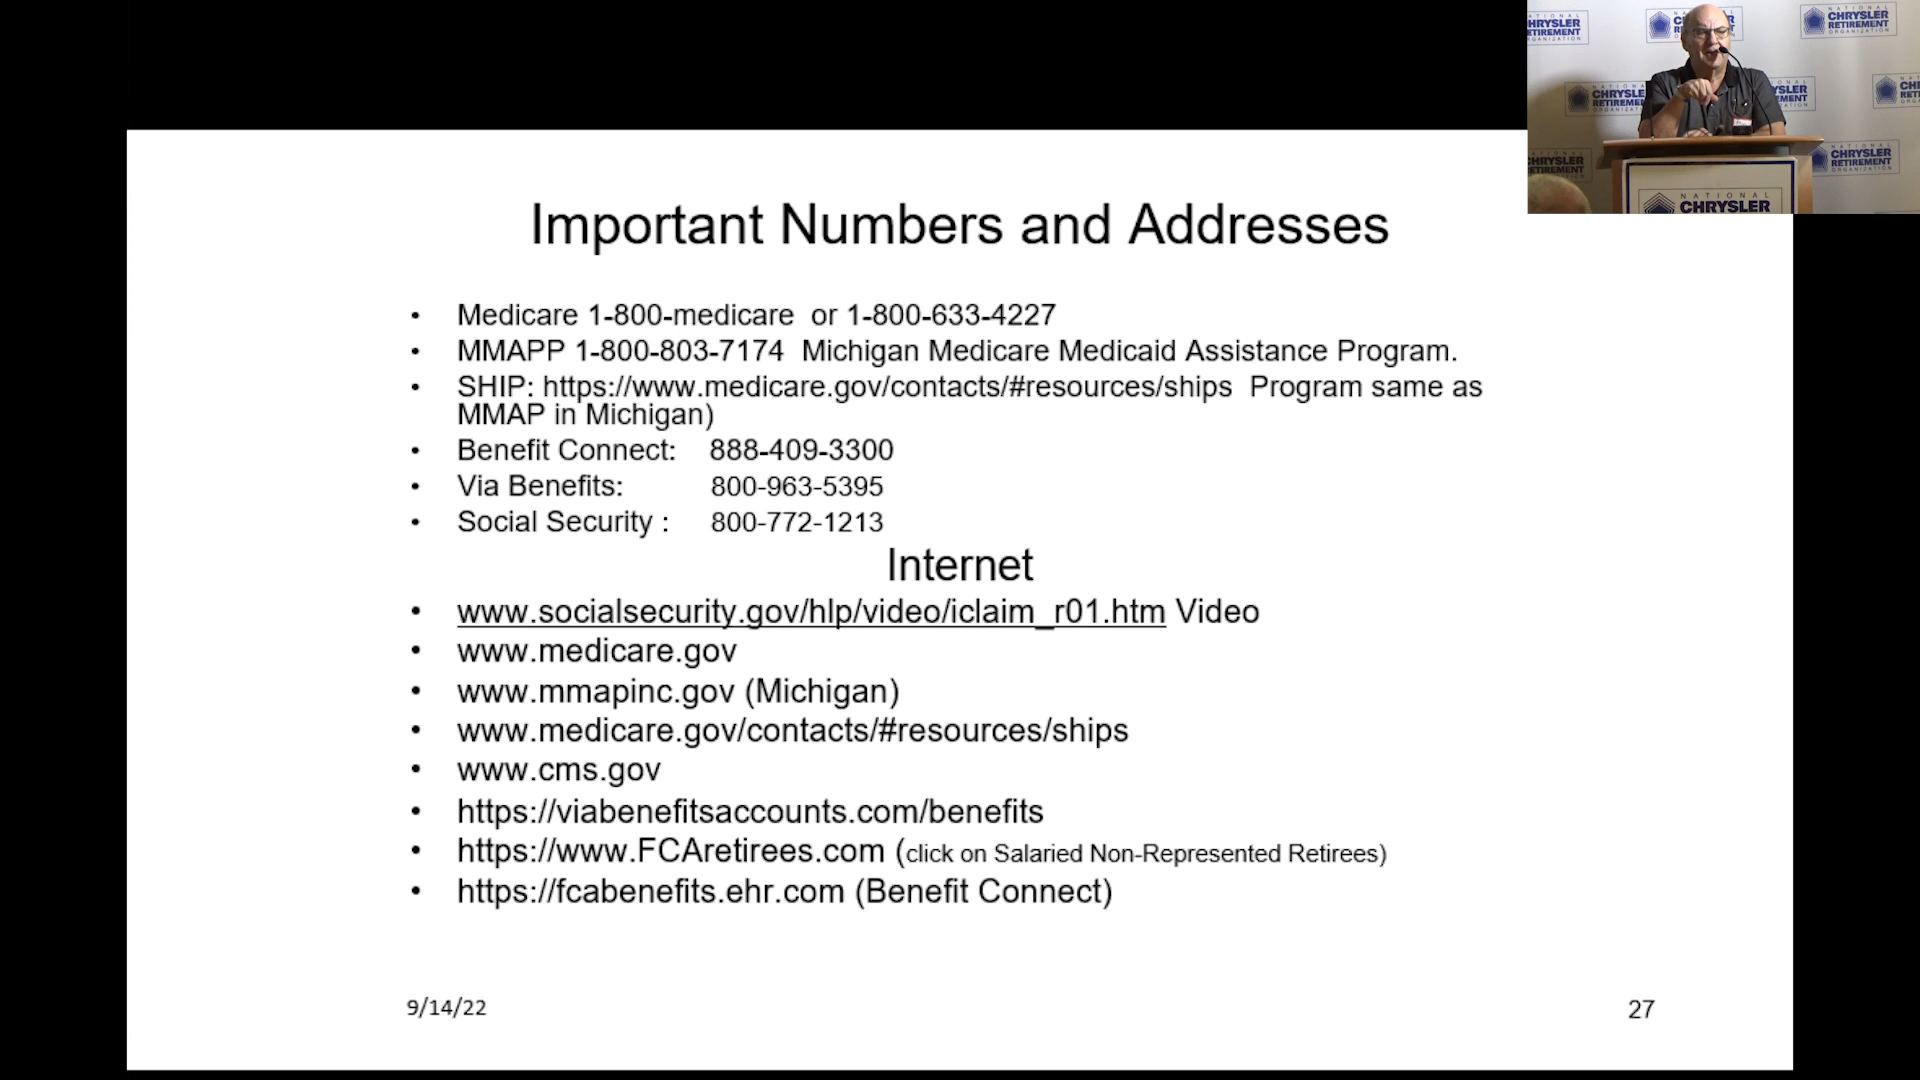 Important Numbers and Addresses
• Medicare 1-800-medicare or 1-800-633-4227
• MMAPP 1-800-803-7174 Michigan Medicare Medicaid Assistance Program.
• SHIP: https://www.medicare.gov/contacts/#resources/ships Program same as
MMAP in Michigan)
• Benefit Connect: 888-409-3300
• Via Benefits: 800-963-5395
• Social Security : 800-772-1213
Internet
• www.socialsecurity.gov/hlp/video/iclaim_r01.htm Video
• www.medicare.gov
• www.mmapinc.gov (Michigan)
• www.medicare.gov/contacts/#resources/ships
• www.cms.gov
• https://viabenefitsaccounts.com/benefits
• https://www.FCAretirees.com (click on Salaried Non-Represented Retirees)
• https://fcabenefits.ehr.com (Benefit Connect)
9/14/22
27
NATIONAL
CHRYSLER
RETIREMENT
ORGANIZATION
CHRYSLER
RETIREMENT
NATIONAL
CHRYSLER